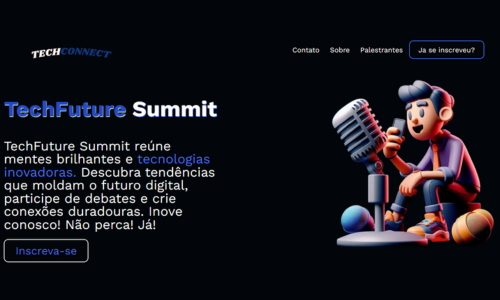 TECHCONNECT
Contato Sobre Palestrantes Ja se inscreveu?
TechFuture Summit
TechFuture Summit reúne
mentes brilhantes e tecnologias
inovadoras. Descubra tendências
que moldam o futuro digital,
participe de debates e crie
conexões duradouras. Inove
conosco! Não perca! Já!
Inscreva-se